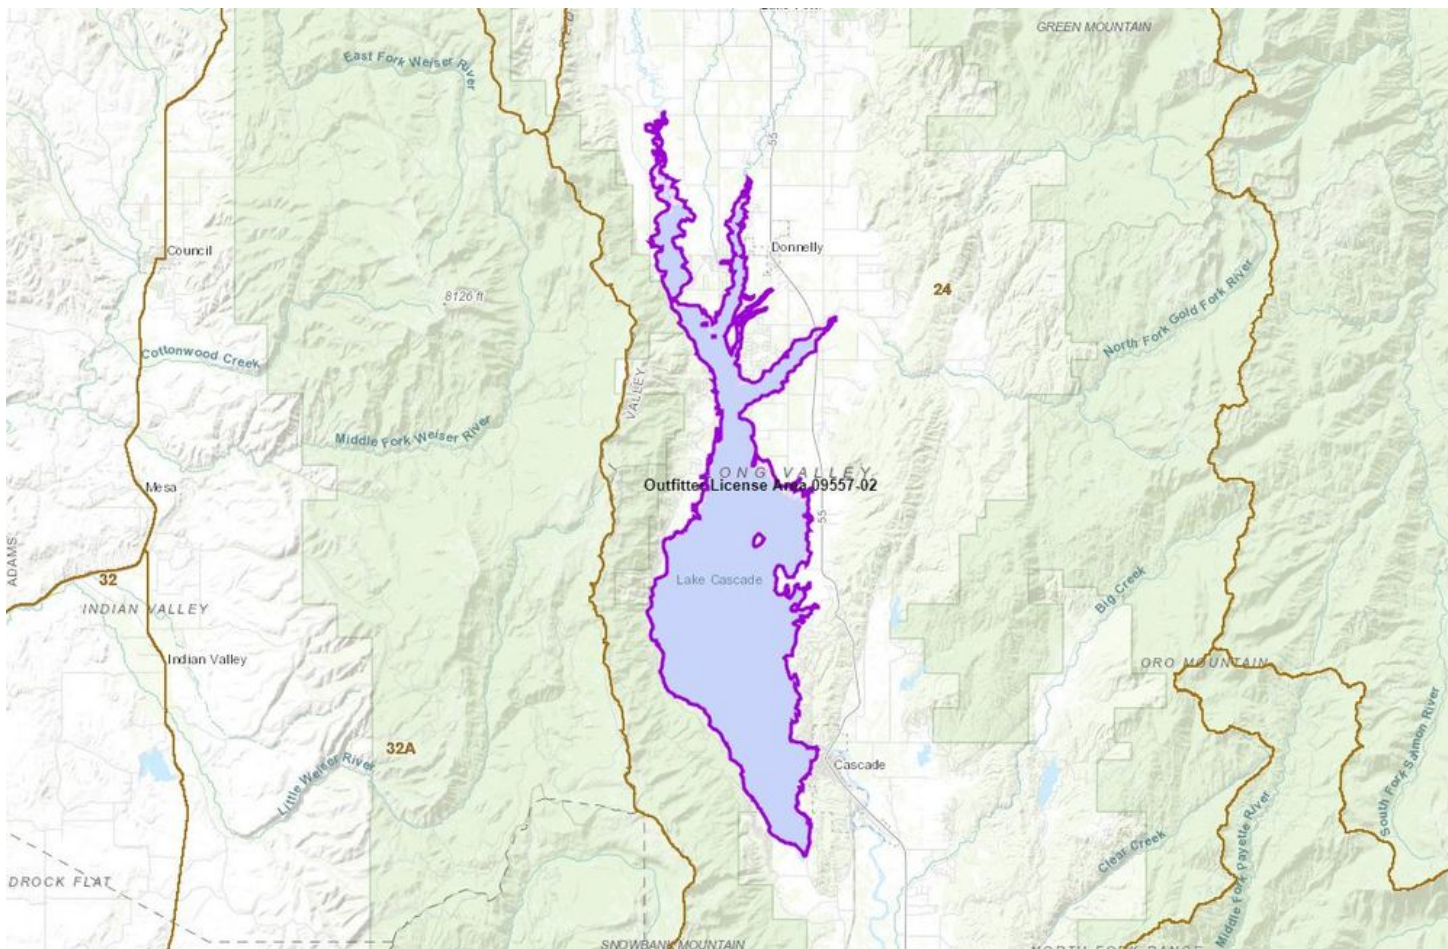 GREEN MOUNTAIN
East Fork Weiser River
55
Council
Donnelly
8126 ft
24
North Fork Gold Fork River
Cottonwood Creek
VALLEY
Middle Fork Weiser River
ONG VALLEY
Outfitter License Area 09557-02
Mesa
55
ADAMS
32
Lake Cascade
Big Creek
INDIAN VALLEY
Indian Valley
ORO MOUNTAIN
32A
Little Weiser River
Cascade
South Fork Salmon River
Clear Creek
Middle Fork Payette River
DROCK FLAT
SNOWBANK MOUNTAIN
NORTH FORK RANGE